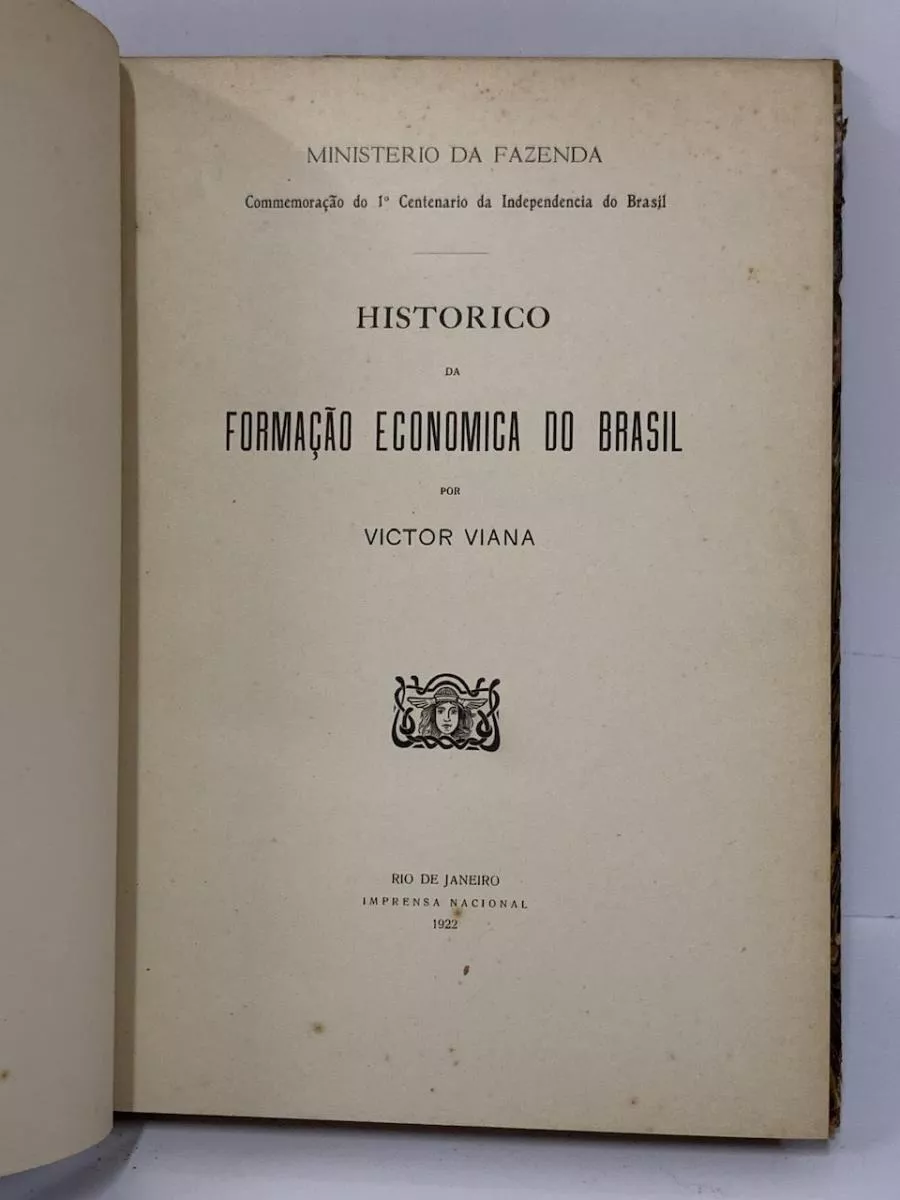 MINISTERIO DA FAZENDA
Commemoração do 1º Centenario da Independencia do Brasil
HISTORICO
DA
FORMAÇÃO ECONOMICA DO BRASIL
POR
VICTOR VIANA
RIO DE JANEIRO
IMPRENSA NACIONAL
1922